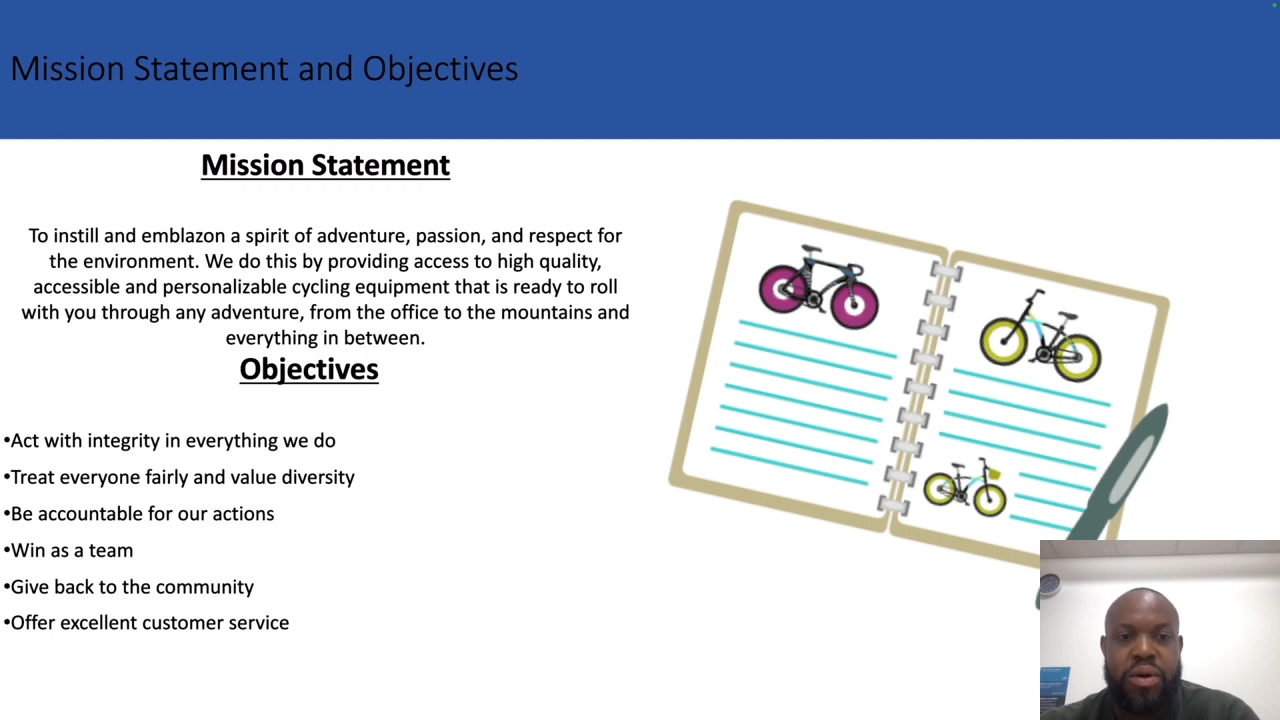 Mission Statement and Objectives
Mission Statement
To instill and emblazon a spirit of adventure, passion, and respect for
the environment. We do this by providing access to high quality,
accessible and personalizable cycling equipment that is ready to roll
with you through any adventure, from the office to the mountains and
everything in between.
Objectives
•Act with integrity in everything we do
•Treat everyone fairly and value diversity
•Be accountable for our actions
•Win as a team
•Give back to the community
•Offer excellent customer service